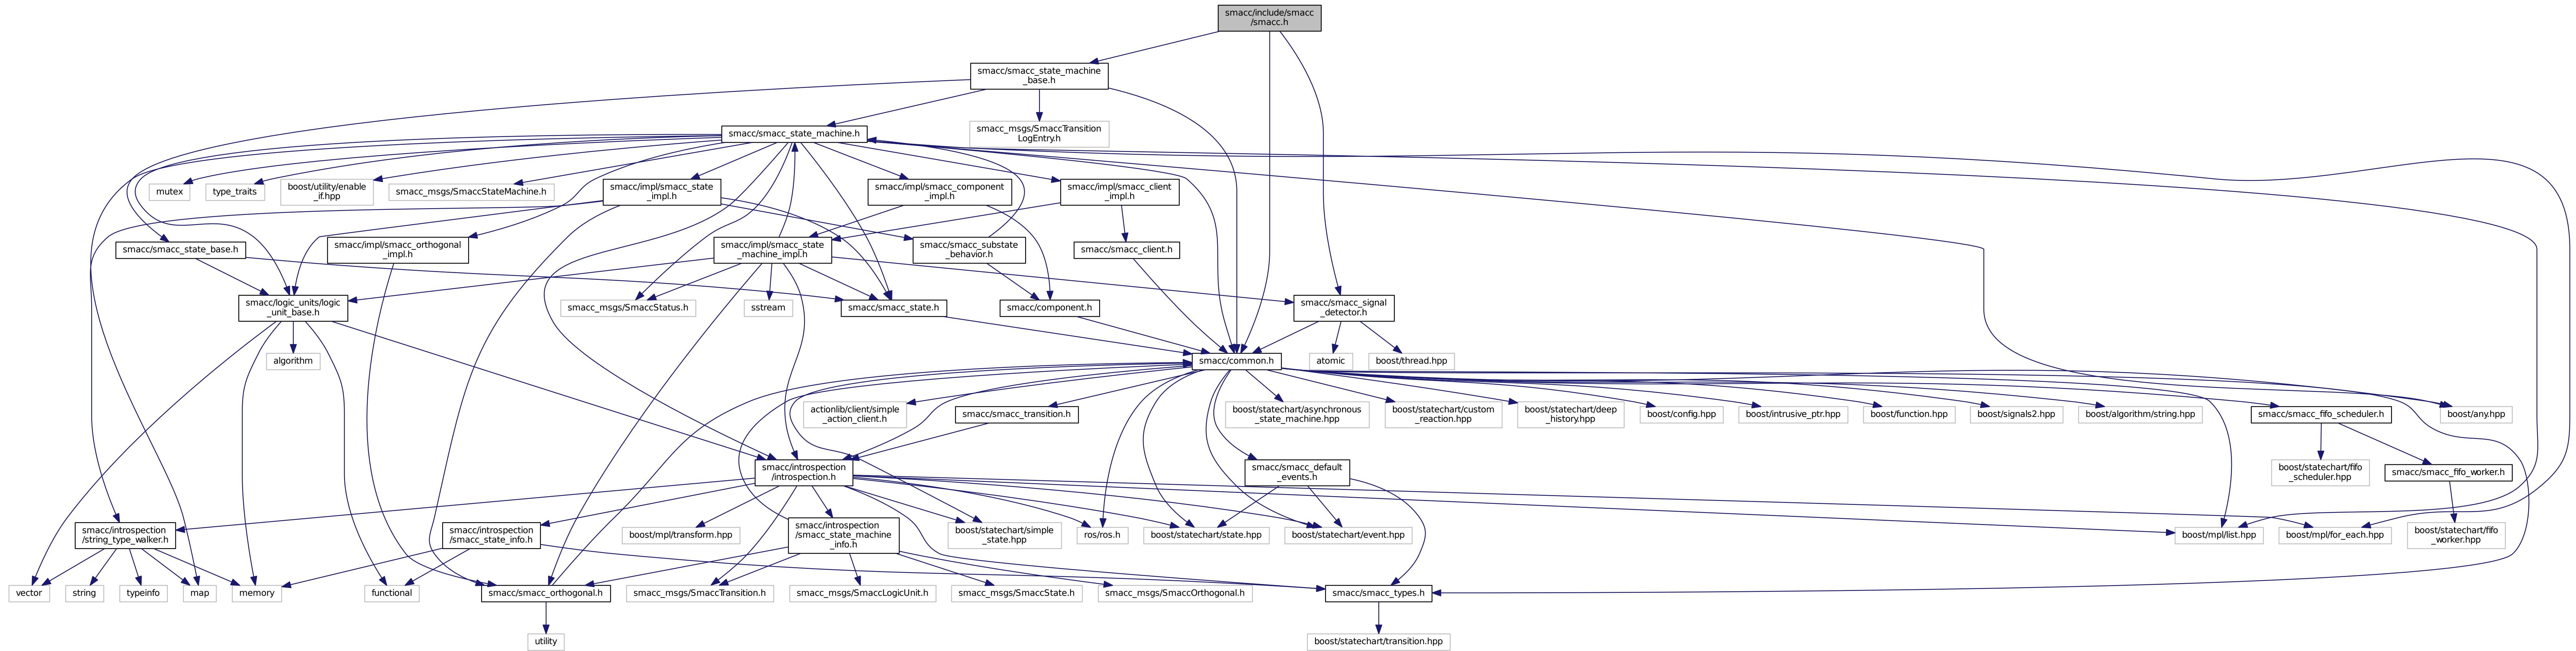 smacc/include/smacc
/smacc.h
smacc/smacc_state_machine
_base.h
smacc/smacc_state_machine.h
smacc_msgs/SmaccTransition
LogEntry.h
mutex
type_traits
boost/utility/enable
_if.hpp
smacc_msgs/SmaccStateMachine.h
smacc/impl/smacc_state
_impl.h
smacc/impl/smacc_component
_impl.h
smacc/impl/smacc_client
_impl.h
smacc/smacc_state_base.h
smacc/impl/smacc_orthogonal
_impl.h
smacc/impl/smacc_state
_machine_impl.h
smacc/smacc_substate
_behavior.h
smacc/smacc_client.h
smacc/logic_units/logic
_unit_base.h
smacc_msgs/SmaccStatus.h
sstream
smacc/smacc_state.h
smacc/component.h
smacc/smacc_signal
_detector.h
algorithm
smacc/common.h
atomic
boost/thread.hpp
actionlib/client/simple
_action_client.h
smacc/smacc_transition.h
boost/statechart/asynchronous
_state_machine.hpp
boost/statechart/custom
_reaction.hpp
boost/statechart/deep
_history.hpp
boost/config.hpp
boost/intrusive_ptr.hpp
boost/function.hpp
boost/signals2.hpp
boost/algorithm/string.hpp
smacc/smacc_fifo_scheduler.h
boost/any.hpp
smacc/introspection
/introspection.h
smacc/smacc_default
_events.h
boost/statechart/fifo
_scheduler.hpp
smacc/smacc_fifo_worker.h
smacc/introspection
/string_type_walker.h
smacc/introspection
/smacc_state_info.h
boost/mpl/transform.hpp
smacc/introspection
/smacc_state_machine
_info.h
boost/statechart/simple
_state.hpp
ros/ros.h
boost/statechart/state.hpp
boost/statechart/event.hpp
boost/mpl/list.hpp
boost/mpl/for_each.hpp
boost/statechart/fifo
_worker.hpp
vector
string
typeinfo
map
memory
functional
smacc/smacc_orthogonal.h
smacc_msgs/SmaccTransition.h
smacc_msgs/SmaccLogicUnit.h
smacc_msgs/SmaccState.h
smacc_msgs/SmaccOrthogonal.h
smacc/smacc_types.h
utility
boost/statechart/transition.hpp